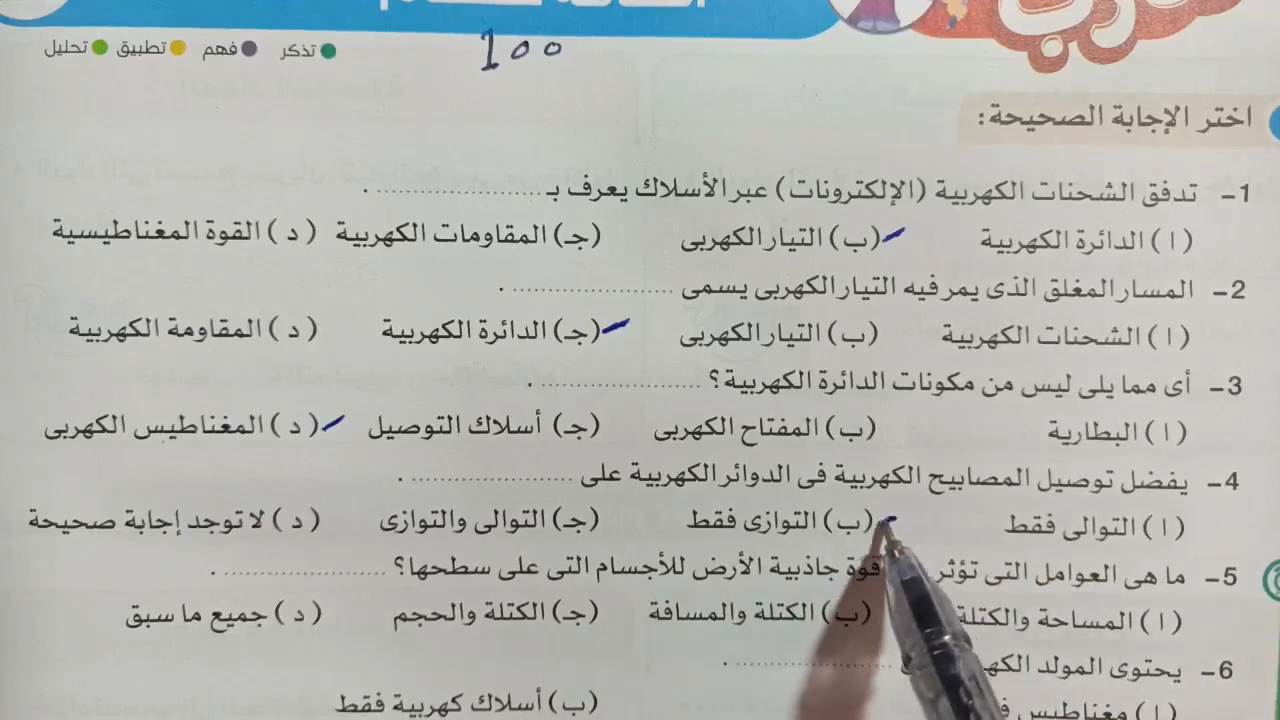 تذكر فهم تطبيق تحليل
100
اختر الإجابة الصحيحة:
1- تدفق الشحنات الكهربية (الإلكترونات) عبر الأسلاك يعرف بـ .................... .
( ا ) الدائرة الكهربية (ب) التيار الكهربى (جـ) المقاومات الكهربية ( د ) القوة المغناطيسية
2- المسار المغلق الذى يمر فيه التيار الكهربى يسمى .................... .
( ا ) الشحنات الكهربية (ب) التيار الكهربى (جـ) الدائرة الكهربية ( د ) المقاومة الكهربية
3- أى مما يلى ليس من مكونات الدائرة الكهربية؟ .................... .
( ا ) البطارية (ب) المفتاح الكهربى (جـ) أسلاك التوصيل ( د ) المغناطيس الكهربى
4- يفضل توصيل المصابيح الكهربية فى الدوائر الكهربية على .................... .
( ا ) التوالى فقط (ب) التوازى فقط (جـ) التوالى والتوازى ( د ) لا توجد إجابة صحيحة
5- ما هى العوامل التى تؤثر قوة جاذبية الأرض للأجسام التى على سطحها؟ .................... .
( ا ) المساحة والكتلة (ب) الكتلة والمسافة (جـ) الكتلة والحجم ( د ) جميع ما سبق
6- يحتوى المولد .................... .
( ا ) مغناطيس (ب) أسلاك كهربية فقط